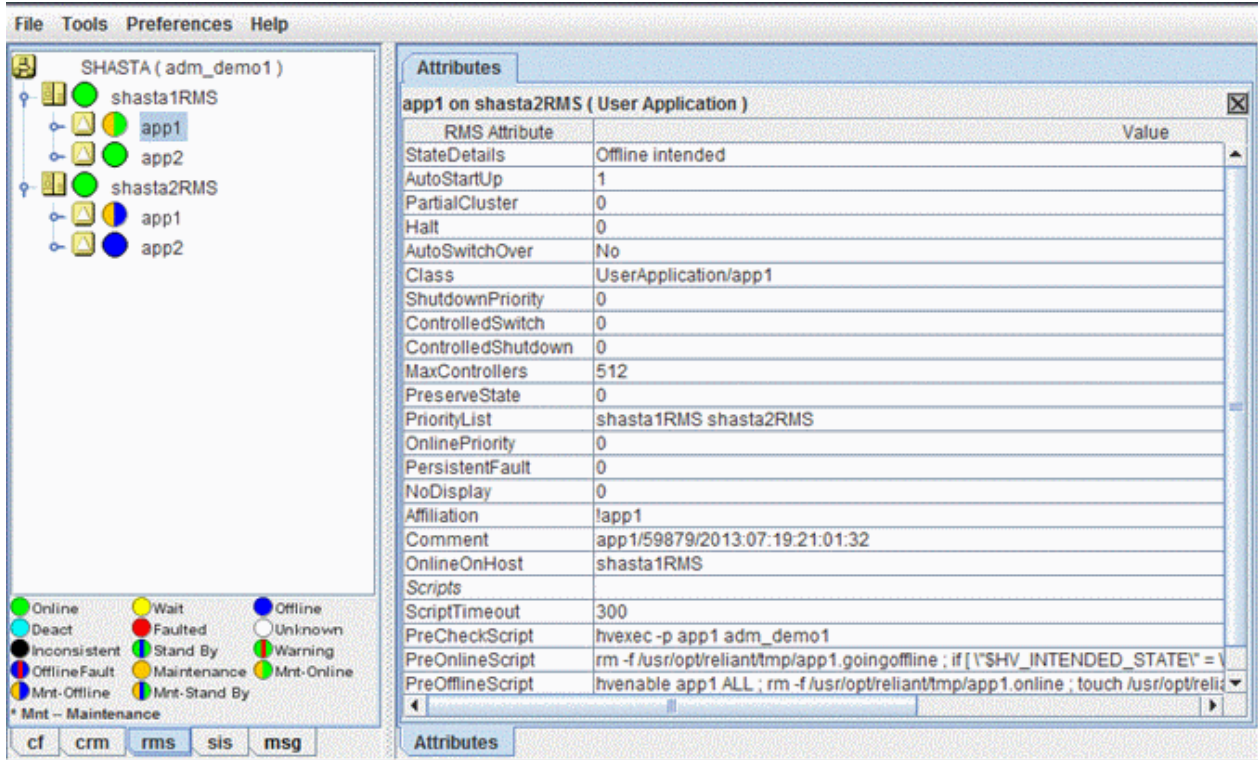 File Tools Preferences Help
SHASTA ( adm_demo1 )
shasta1RMS
app1
app2
shasta2RMS
app1
app2
Online Wait Offline
Deact Faulted Unknown
Inconsistent Stand By Warning
OfflineFault Maintenance Mnt-Online
Mnt-Offline Mnt-Stand By
* Mnt -- Maintenance
cf crm rms sis msg
Attributes
app1 on shasta2RMS ( User Application )
RMS Attribute Value
StateDetails Offline intended
AutoStartUp 1
PartialCluster 0
Halt 0
AutoSwitchOver No
Class UserApplication/app1
ShutdownPriority 0
ControlledSwitch 0
ControlledShutdown 0
MaxControllers 512
PreserveState 0
PriorityList shasta1RMS shasta2RMS
OnlinePriority 0
PersistentFault 0
NoDisplay 0
Affiliation !app1
Comment app1/59879/2013:07:19:21:01:32
OnlineOnHost shasta1RMS
Scripts
ScriptTimeout 300
PreCheckScript hvexec -p app1 adm_demo1
PreOnlineScript rm -f /usr/opt/reliant/tmp/app1.goingoffline ; if [ \"$HV_INTENDED_STATE\" = \
PreOfflineScript hvenable app1 ALL ; rm -f /usr/opt/reliant/tmp/app1.online ; touch /usr/opt/relia
Attributes